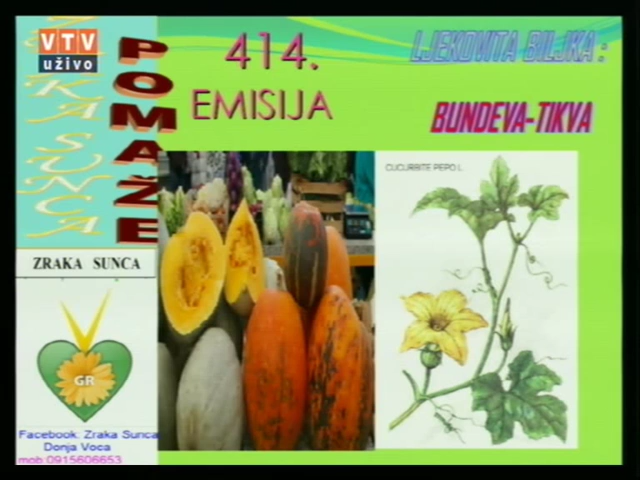 VTV
uživo
ZRAKA SUNCA
POMAŽE
414.
EMISIJA
LJEKOVITA BILJKA :
BUNDEVA-TIKVA
CUCURBITE PEPO L.
ZRAKA SUNCA
GR
Facebook: Zraka Sunca
Donja Voca
mob:0915606653